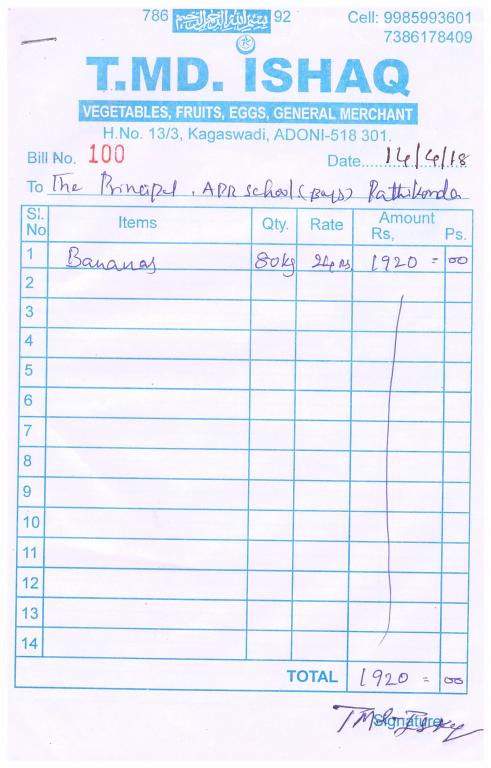 786 بسم الله الرحمن الرحيم 92
Cell: 9985993601
7386178409
T.MD. ISHAQ
VEGETABLES, FRUITS, EGGS, GENERAL MERCHANT
H.No. 13/3, Kagaswadi, ADONI-518 301.
Bill No. 100 Date....... 14/4/18
To The Principal, APR School (Boys) Pathikonda
Sl. No Items Qty. Rate Amount Rs, Ps.
1 Bananas 80kg 24 Rs 1920 = 00
2
3
4
5
6
7
8
9
10
11
12
13
14
TOTAL 1920 = 00
Signature